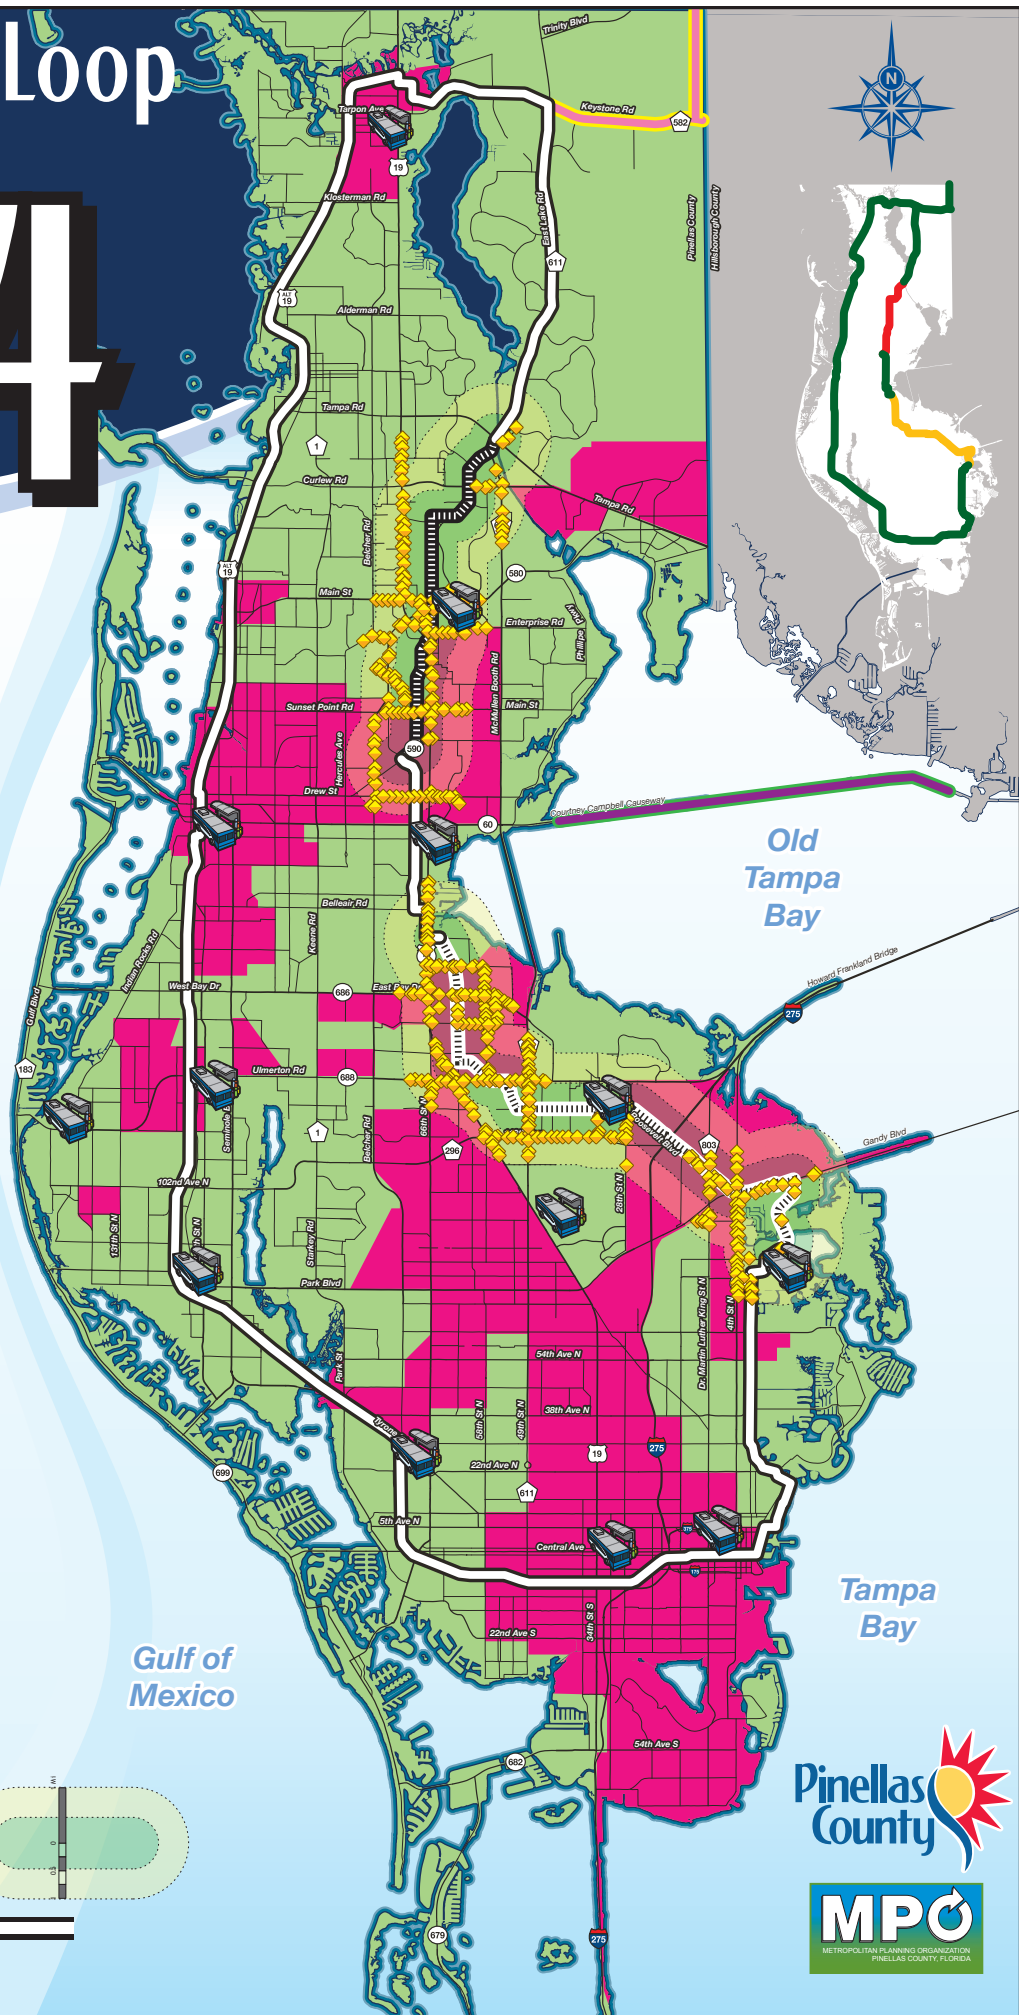 Loop
4
Trinity Blvd
Keystone Rd
582
N
Tarpon Ave
19
Klosterman Rd
East Lake Rd
611
Pinellas County
Hillsborough County
ALT
19
Alderman Rd
Tampa Rd
1
Curlew Rd
Tampa Rd
Belcher Rd
580
ALT
19
Main St
Enterprise Rd
Phillipe
Pkwy
McMullen Booth Rd
Sunset Point Rd
Main St
Hercules Ave
590
Drew St
60
Courtney Campbell Causeway
Old
Tampa
Bay
Belleair Rd
Keene Rd
Indian Rocks Rd
West Bay Dr
686
East Bay Dr
Howard Frankland Bridge
275
Gulf Blvd
183
Ulmerton Rd
688
Seminole
66th St N
Belcher Rd
1
296
Roosevelt Blvd
803
Gandy Blvd
102nd Ave N
28th St N
113th St N
Starkey Rd
Park Blvd
Dr. Martin Luther King St N
4th St N
54th Ave N
Park St
38th Ave N
58th St N
49th St N
Tyrone
19
275
22nd Ave N
699
611
5th Ave N
375
Central Ave
175
34th St S
22nd Ave S
Tampa
Bay
Gulf of
Mexico
54th Ave S
682
Pinellas
County
679
275
MPO
METROPOLITAN PLANNING ORGANIZATION
PINELLAS COUNTY, FLORIDA